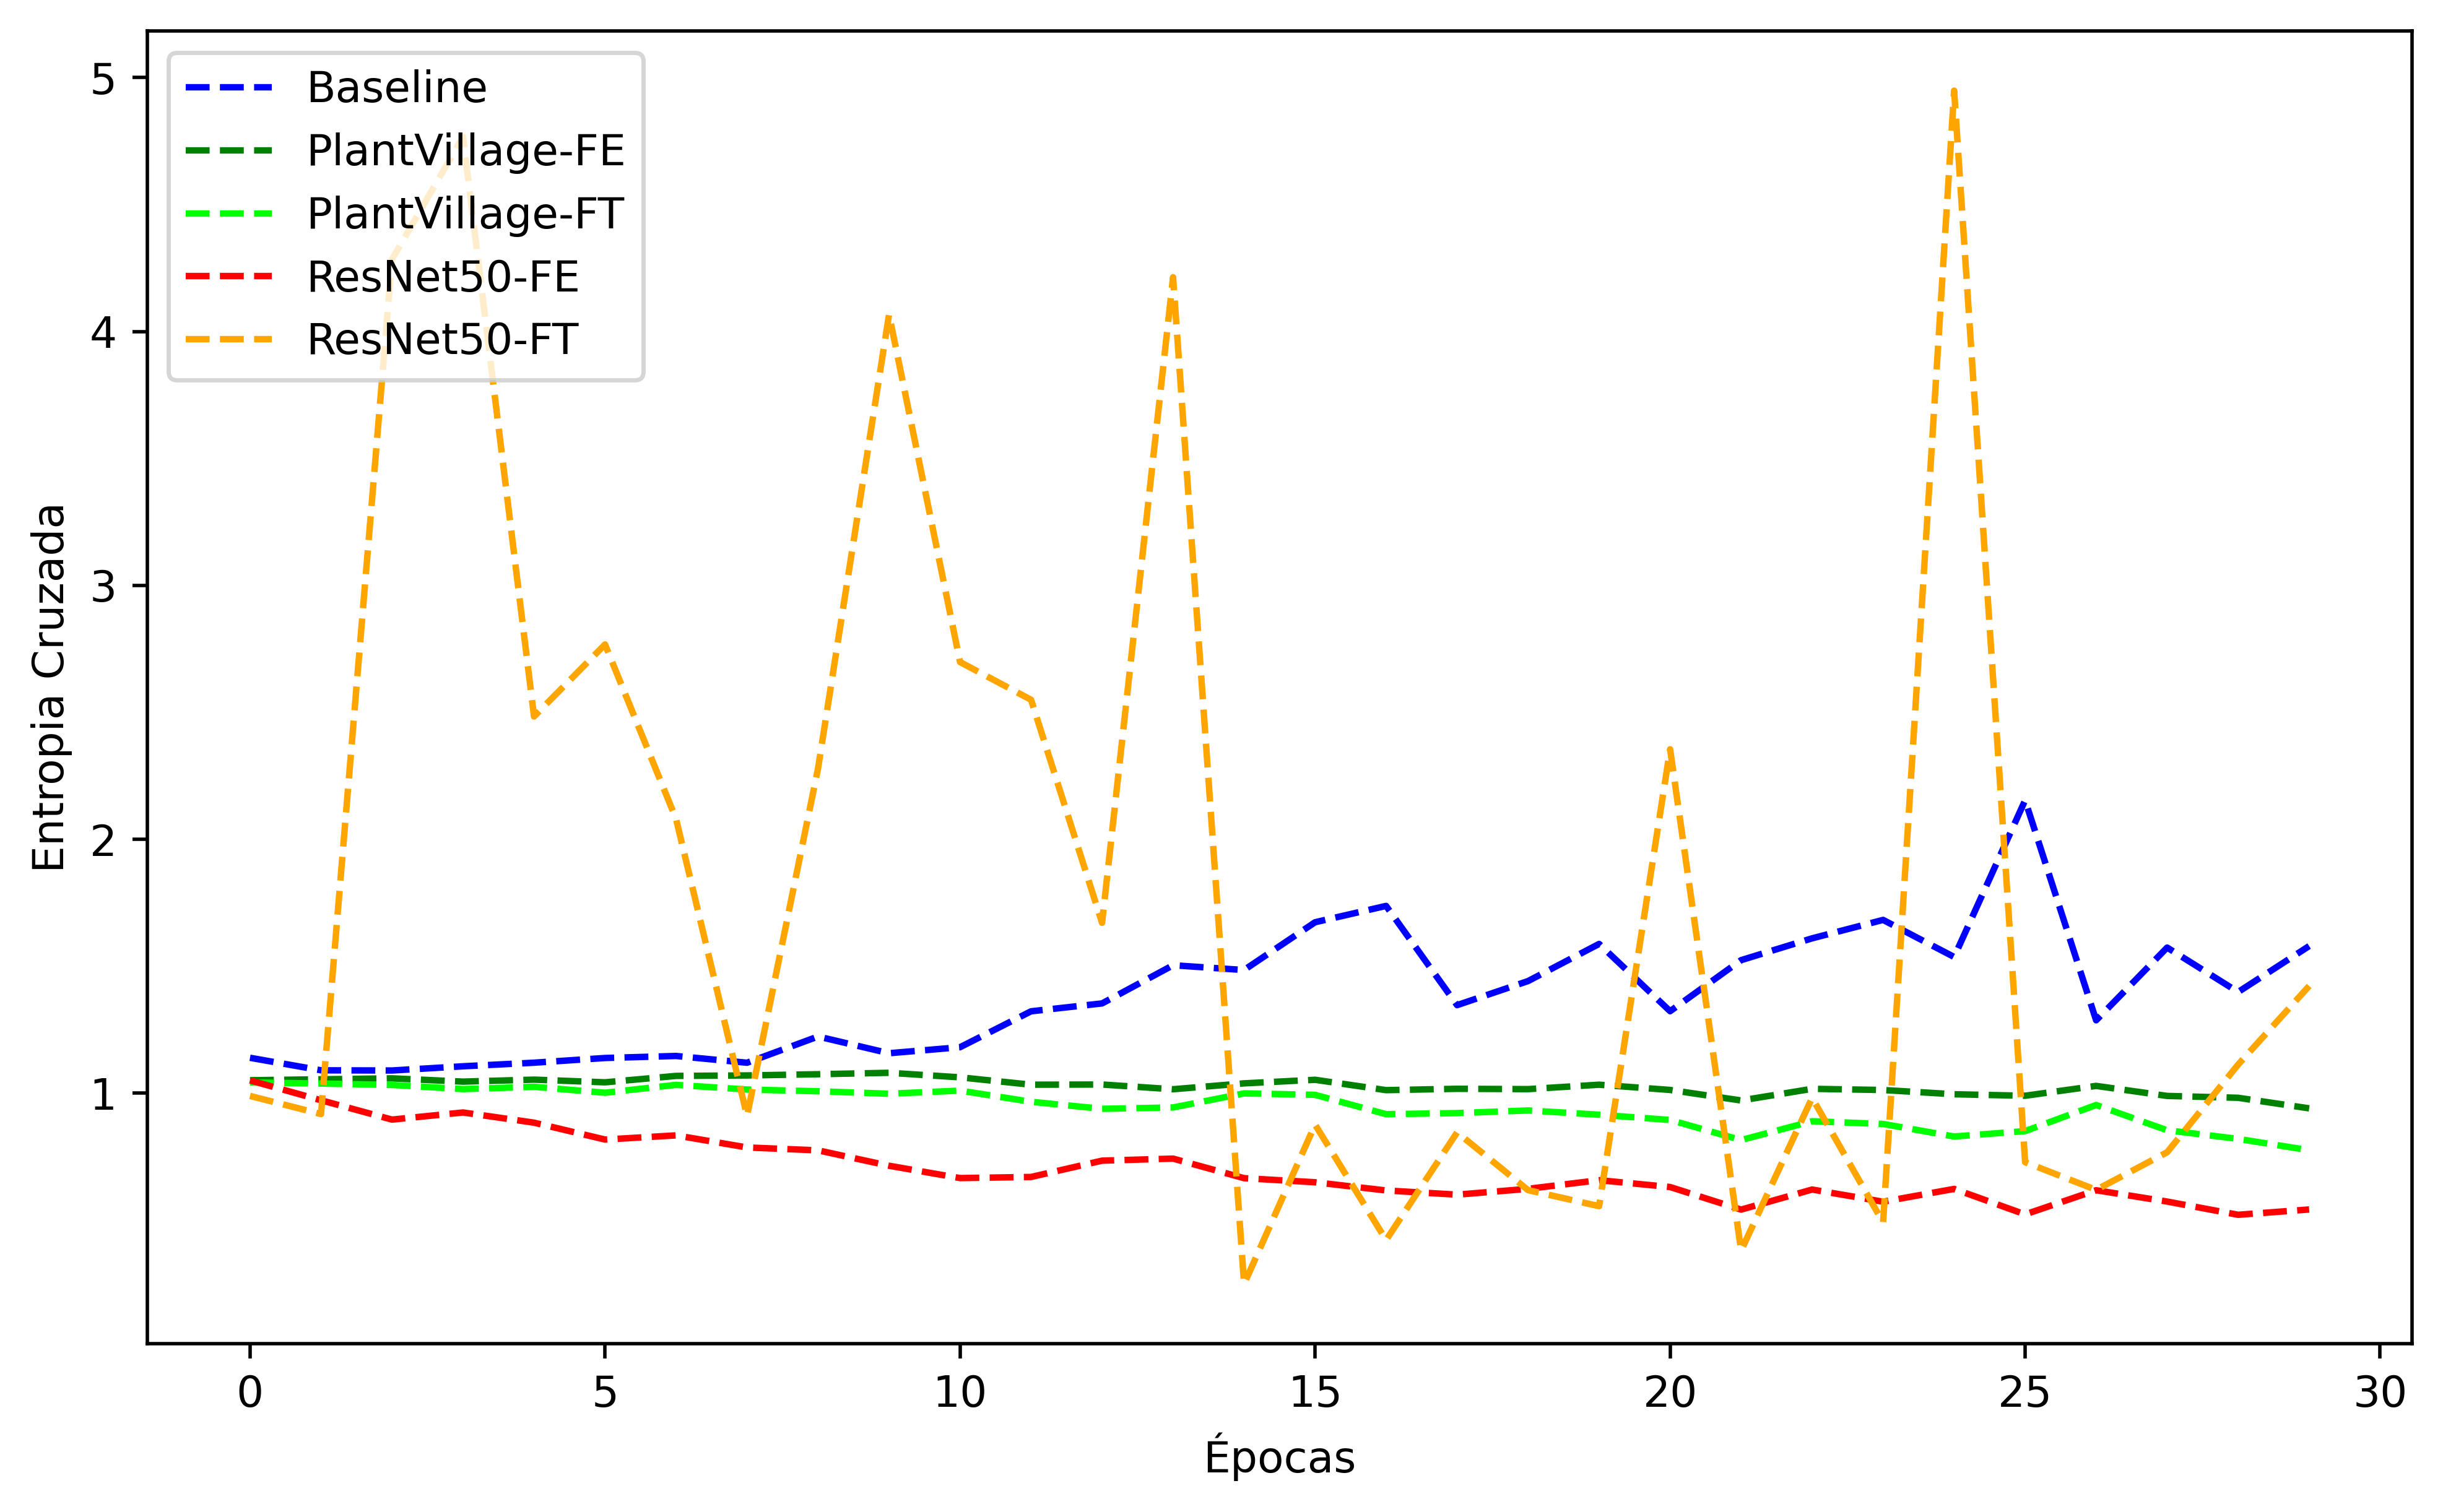 Baseline
PlantVillage-FE
PlantVillage-FT
ResNet50-FE
ResNet50-FT
5
4
3
2
1
Entropia Cruzada
0 5 10 15 20 25 30
Épocas